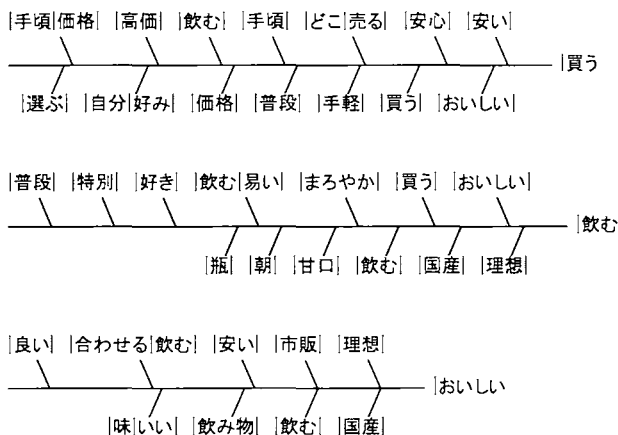 |手頃|価格| |高価| |飲む| |手頃| |どこ|売る| |安心| |安い|
|買う
|選ぶ| |自分|好み| |価格| |普段| |手軽| |買う| |おいしい|
|普段| |特別| |好き| |飲む|易い| |まろやか| |買う| |おいしい|
|飲む
|瓶| |朝| |甘口| |飲む| |国産| |理想|
|良い| |合わせる|飲む| |安い| |市販| |理想|
|おいしい
|味|いい| |飲み物| |飲む| |国産|